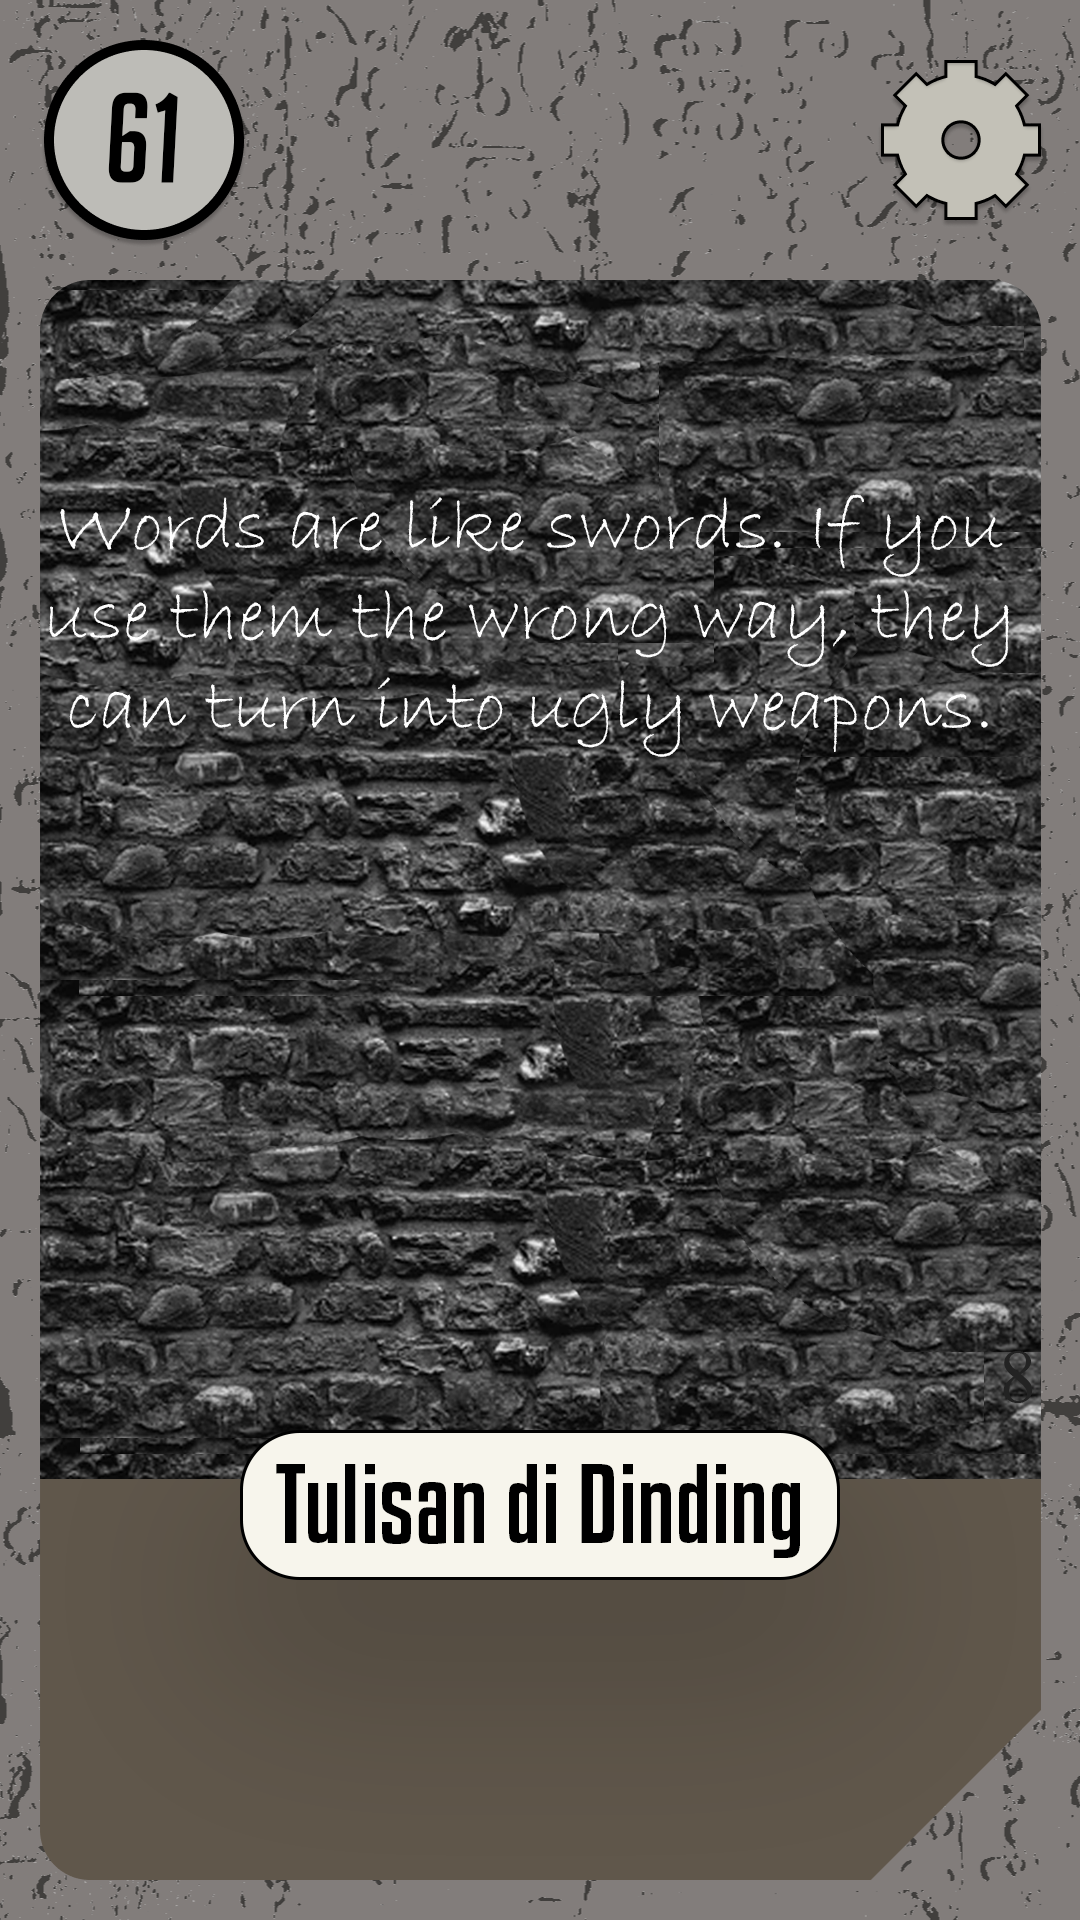 61
Words are like swords. If you
use them the wrong way, they
can turn into ugly weapons.
8
Tulisan di Dinding